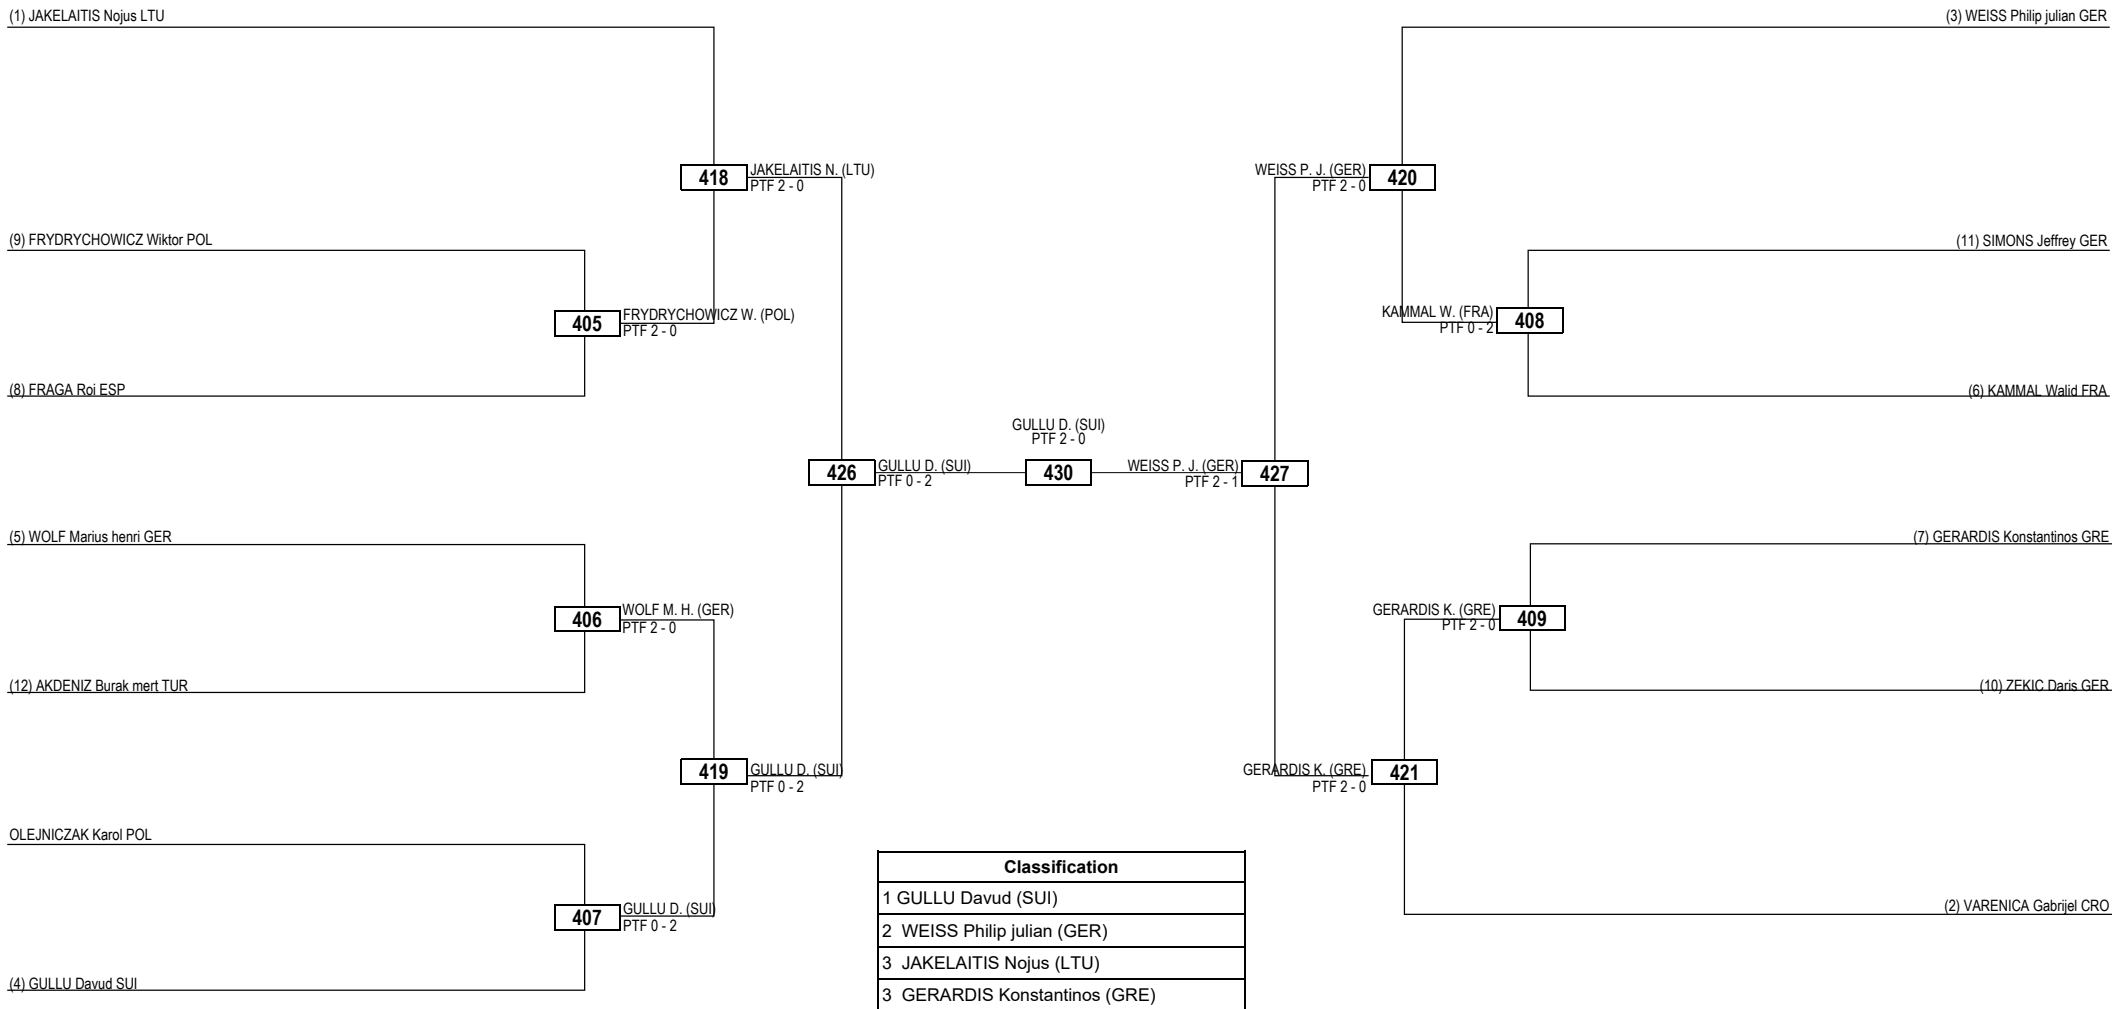 (1) JAKELAITIS Nojus LTU
(3) WEISS Philip julian GER
418
JAKELAITIS N. (LTU)
PTF 2 - 0
WEISS P. J. (GER)
PTF 2 - 0
420
(9) FRYDRYCHOWICZ Wiktor POL
(11) SIMONS Jeffrey GER
405
FRYDRYCHOWICZ W. (POL)
PTF 2 - 0
KAMMAL W. (FRA)
PTF 0 - 2
408
(8) FRAGA Roi ESP
(6) KAMMAL Walid FRA
GULLU D. (SUI)
PTF 2 - 0
426
GULLU D. (SUI)
PTF 0 - 2
430
WEISS P. J. (GER)
PTF 2 - 1
427
(5) WOLF Marius henri GER
(7) GERARDIS Konstantinos GRE
406
WOLF M. H. (GER)
PTF 2 - 0
GERARDIS K. (GRE)
PTF 2 - 0
409
(12) AKDENIZ Burak mert TUR
(10) ZEKIC Daris GER
419
GULLU D. (SUI)
PTF 0 - 2
GERARDIS K. (GRE)
PTF 2 - 0
421
OLEJNICZAK Karol POL
407
GULLU D. (SUI)
PTF 0 - 2
(2) VARENICA Gabrijel CRO
(4) GULLU Davud SUI
Classification
1 GULLU Davud (SUI)
2 WEISS Philip julian (GER)
3 JAKELAITIS Nojus (LTU)
3 GERARDIS Konstantinos (GRE)